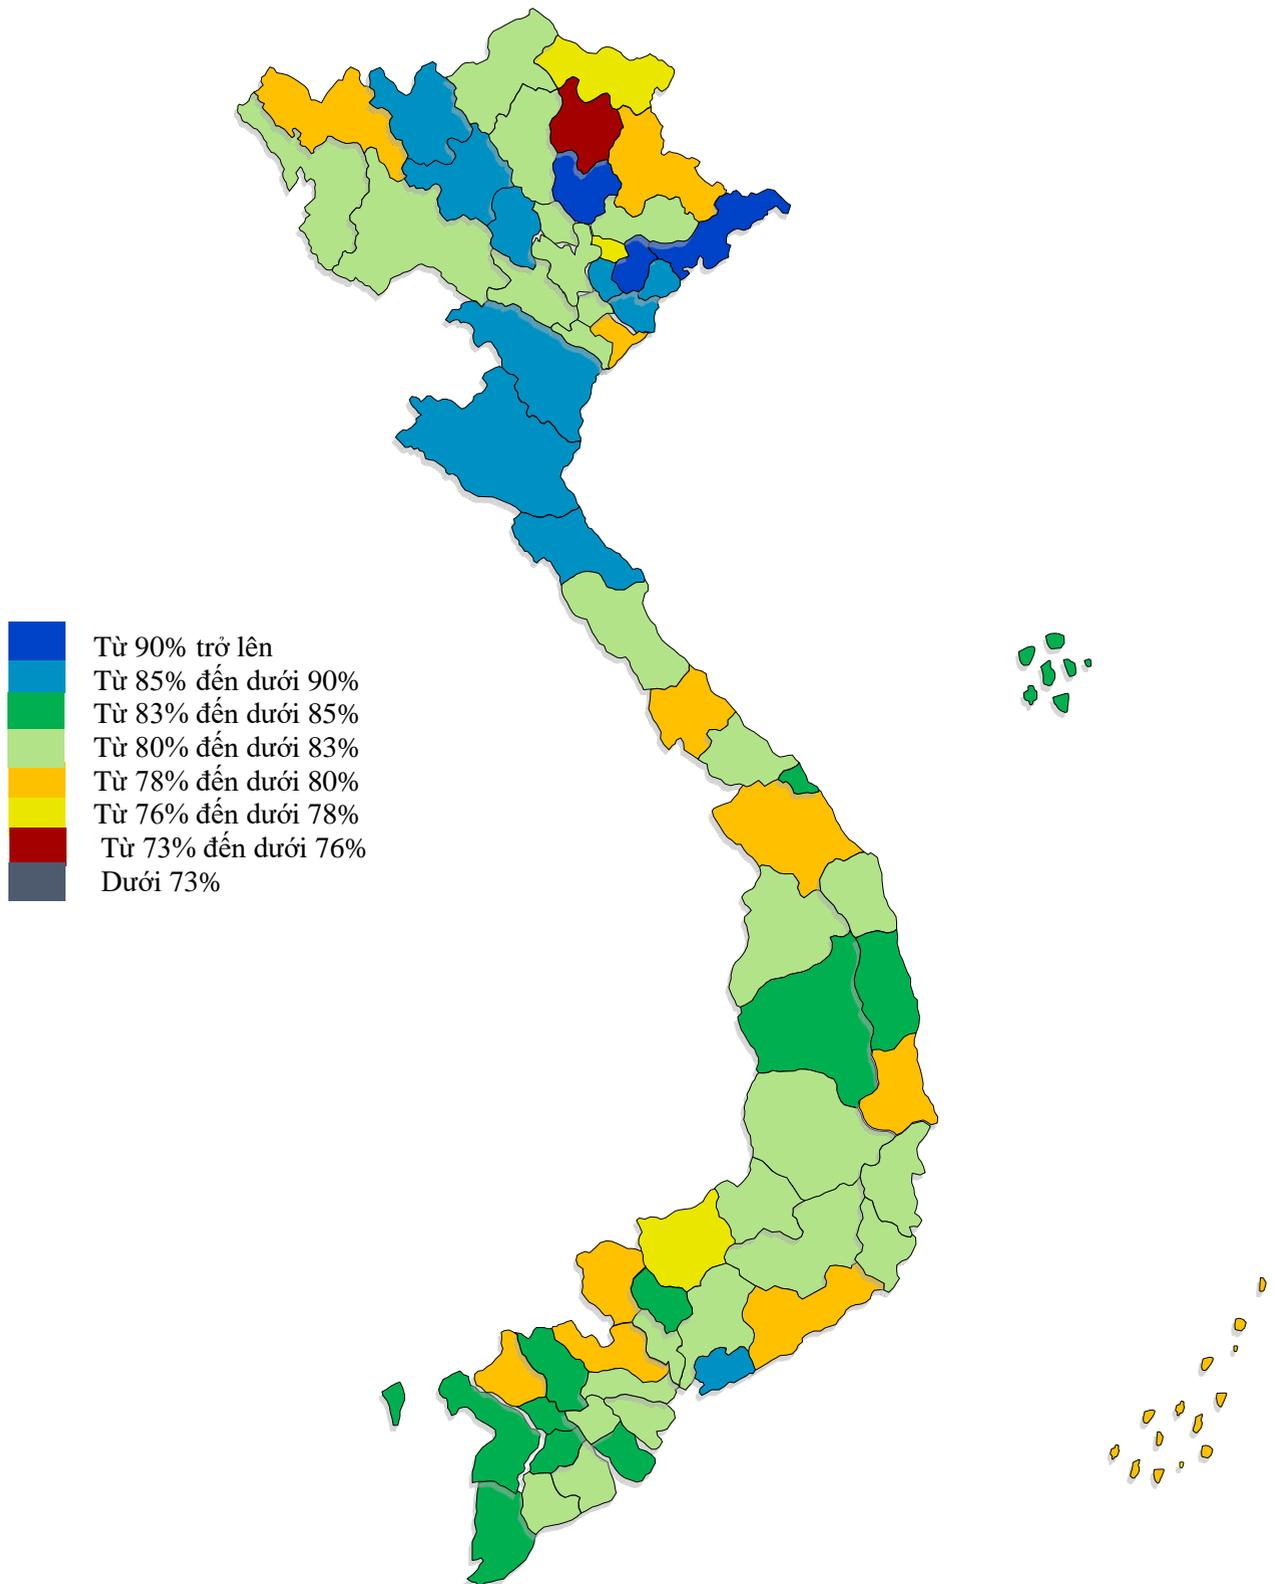 Từ 90% trở lên
Từ 85% đến dưới 90%
Từ 83% đến dưới 85%
Từ 80% đến dưới 83%
Từ 78% đến dưới 80%
Từ 76% đến dưới 78%
Từ 73% đến dưới 76%
Dưới 73%